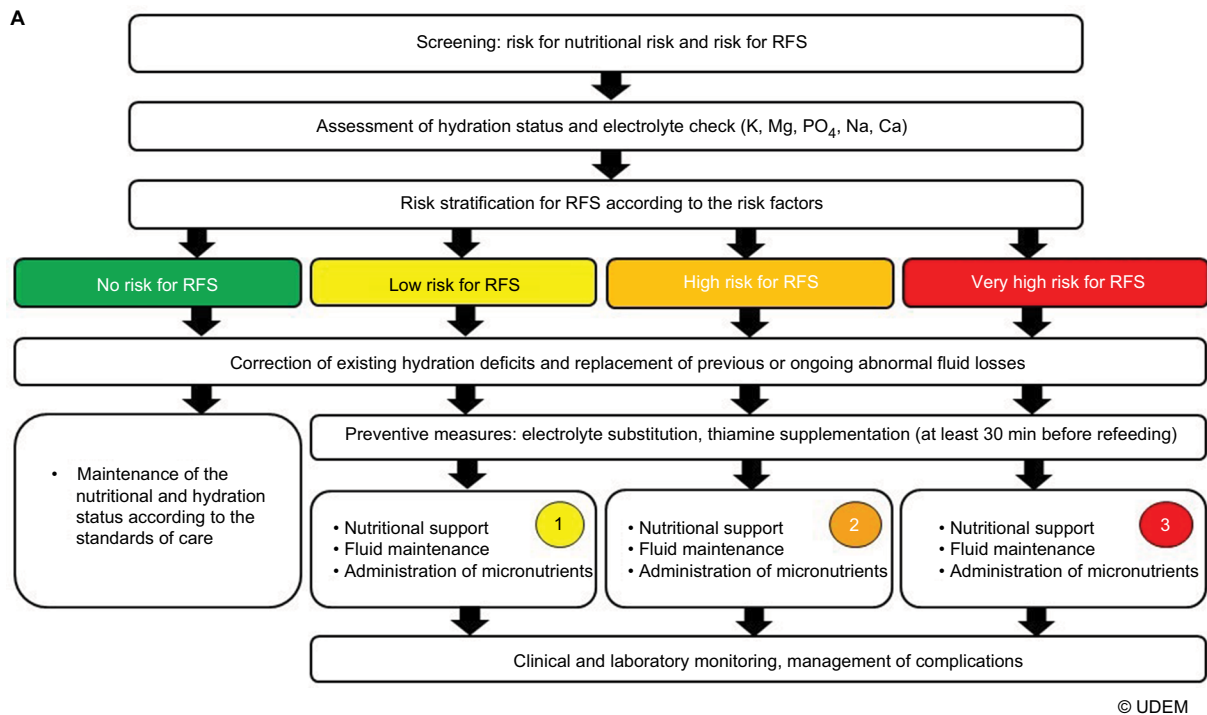 A
Screening: risk for nutritional risk and risk for RFS
Assessment of hydration status and electrolyte check (K, Mg, PO4, Na, Ca)
Risk stratification for RFS according to the risk factors
No risk for RFS
Low risk for RFS
High risk for RFS
Very high risk for RFS
Correction of existing hydration deficits and replacement of previous or ongoing abnormal fluid losses
• Maintenance of the
nutritional and hydration
status according to the
standards of care
Preventive measures: electrolyte substitution, thiamine supplementation (at least 30 min before refeeding)
1
• Nutritional support
• Fluid maintenance
• Administration of micronutrients
2
• Nutritional support
• Fluid maintenance
• Administration of micronutrients
3
• Nutritional support
• Fluid maintenance
• Administration of micronutrients
Clinical and laboratory monitoring, management of complications
© UDEM